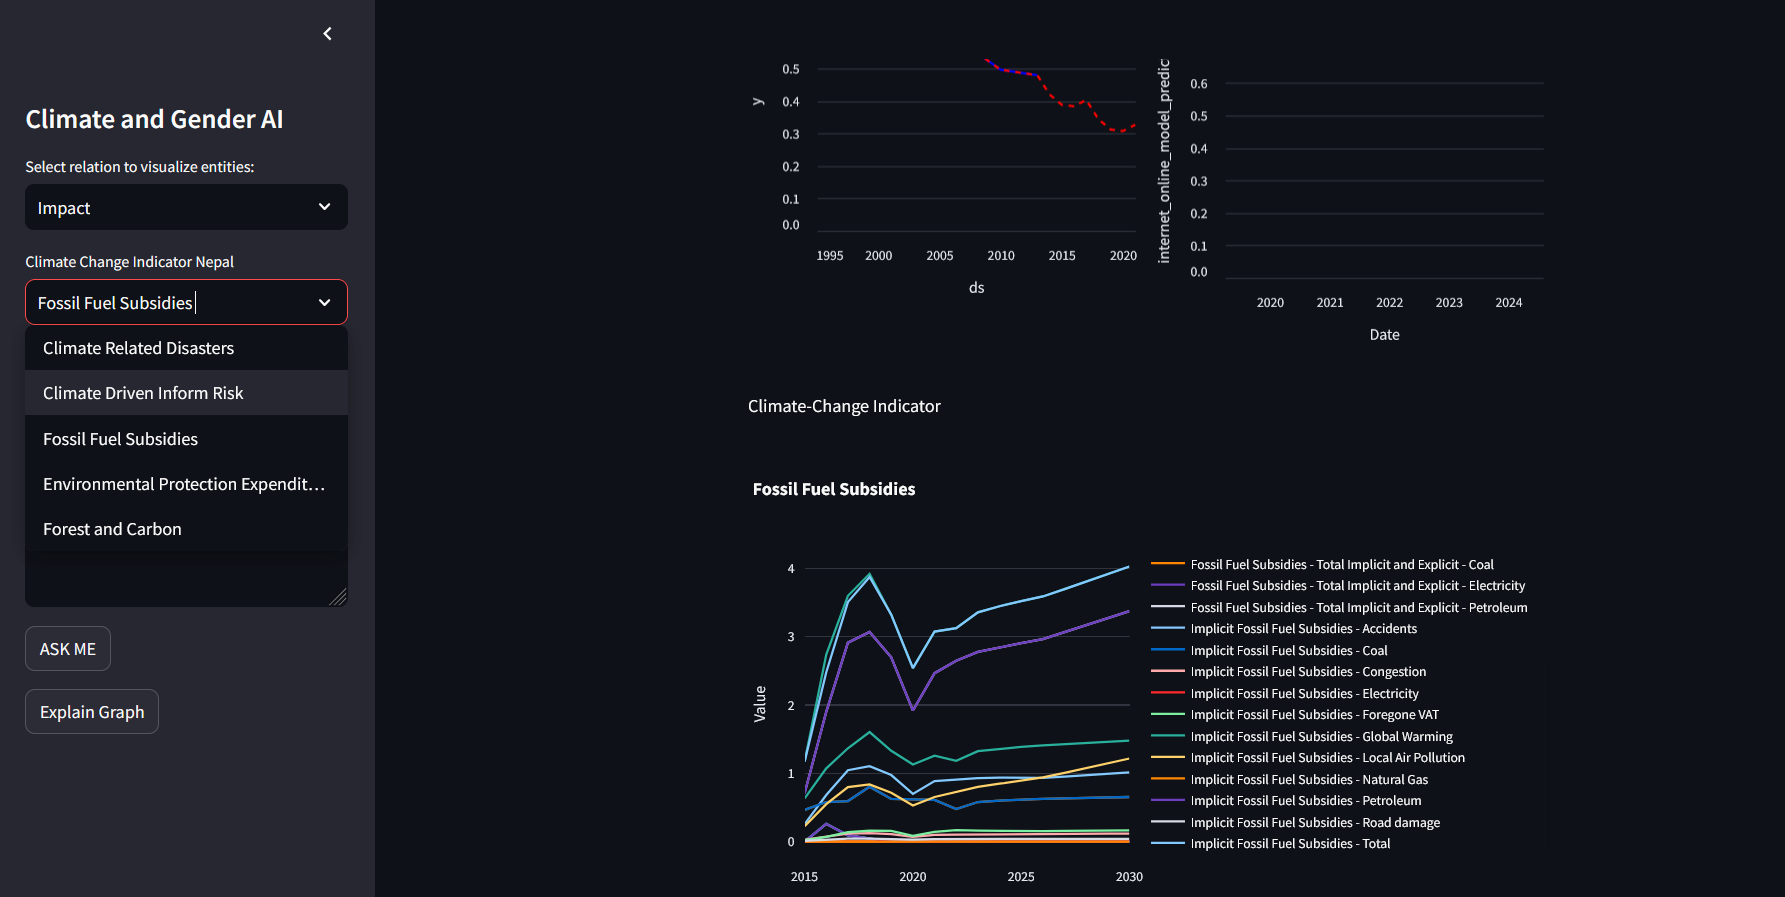 Climate and Gender AI
Select relation to visualize entities:
Impact
Climate Change Indicator Nepal
Fossil Fuel Subsidies
Climate Related Disasters
Climate Driven Inform Risk
Fossil Fuel Subsidies
Environmental Protection Expendit...
Forest and Carbon
ASK ME
Explain Graph
y
0.5
0.4
0.3
0.2
0.1
0.0
1995 2000 2005 2010 2015 2020
ds
internet_online_model_predic
0.6
0.5
0.4
0.3
0.2
0.1
0.0
2020 2021 2022 2023 2024
Date
Climate-Change Indicator
Fossil Fuel Subsidies
Value
4
3
2
1
0
2015 2020 2025 2030
Fossil Fuel Subsidies - Total Implicit and Explicit - Coal
Fossil Fuel Subsidies - Total Implicit and Explicit - Electricity
Fossil Fuel Subsidies - Total Implicit and Explicit - Petroleum
Implicit Fossil Fuel Subsidies - Accidents
Implicit Fossil Fuel Subsidies - Coal
Implicit Fossil Fuel Subsidies - Congestion
Implicit Fossil Fuel Subsidies - Electricity
Implicit Fossil Fuel Subsidies - Foregone VAT
Implicit Fossil Fuel Subsidies - Global Warming
Implicit Fossil Fuel Subsidies - Local Air Pollution
Implicit Fossil Fuel Subsidies - Natural Gas
Implicit Fossil Fuel Subsidies - Petroleum
Implicit Fossil Fuel Subsidies - Road damage
Implicit Fossil Fuel Subsidies - Total